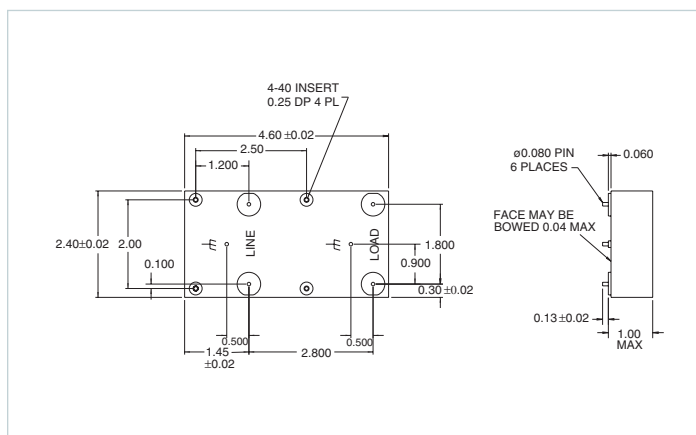 4-40 INSERT
0.25 DP 4 PL
4.60 ±0.02
2.50
1.200
2.40±0.02
2.00
0.100
LINE
LOAD
1.800
0.900
0.30 ±0.02
0.500
0.500
1.45
±0.02
2.800
ø0.080 PIN
6 PLACES
0.060
FACE MAY BE
BOWED 0.04 MAX
0.13 ±0.02
1.00
MAX